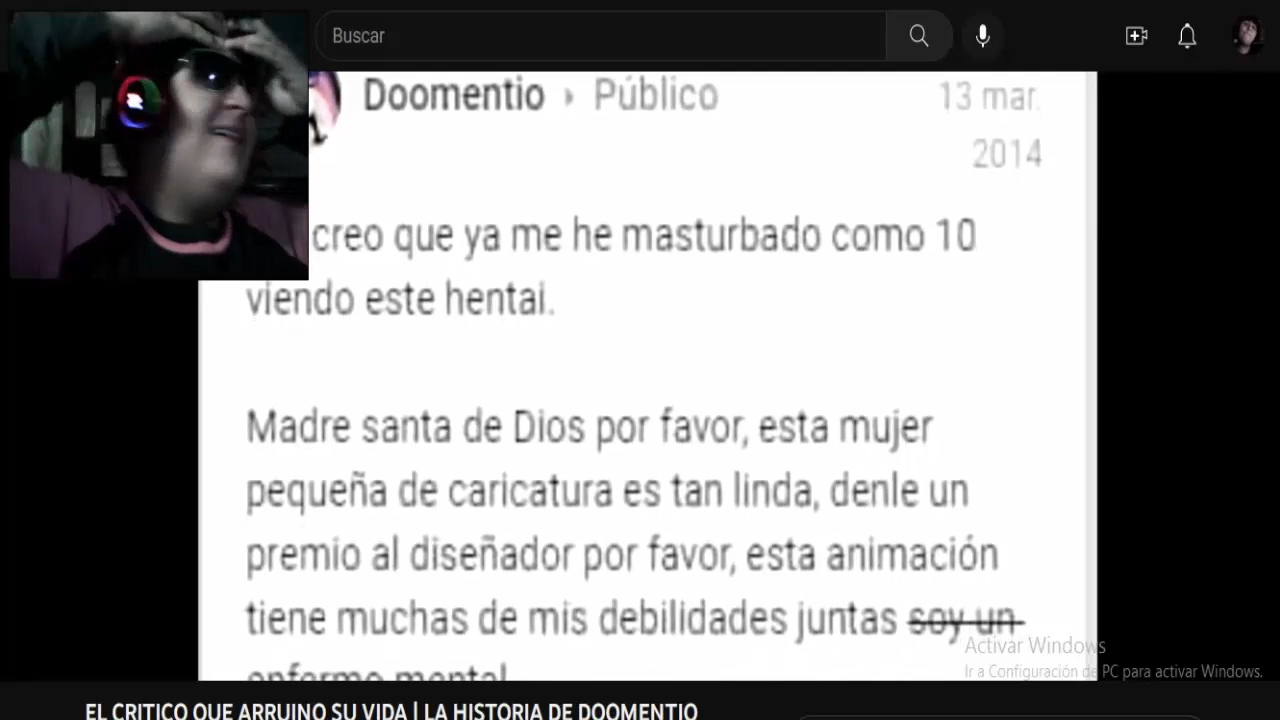 Buscar
Doomentio › Público 13 mar. 2014
creo que ya me he masturbado como 10
viendo este hentai.
Madre santa de Dios por favor, esta mujer
pequeña de caricatura es tan linda, denle un
premio al diseñador por favor, esta animación
tiene muchas de mis debilidades juntas soy un
enfermo mental
Activar Windows
Ir a Configuración de PC para activar Windows.
EL CRITICO QUE ARRUINO SU VIDA | LA HISTORIA DE DOOMENTIO